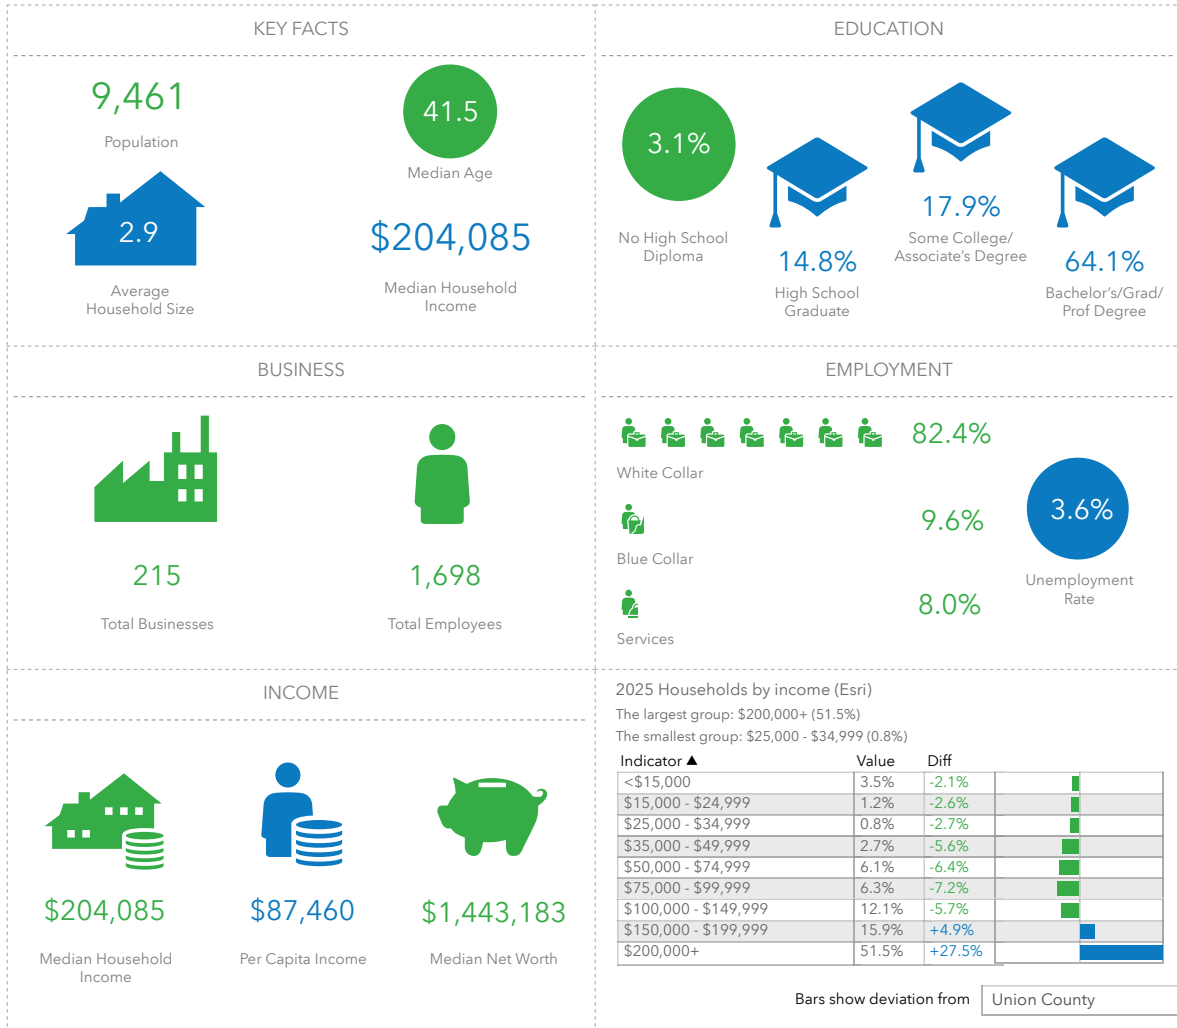 KEY FACTS
9,461
Population
41.5
Median Age
2.9
Average
Household Size
$204,085
Median Household
Income
EDUCATION
3.1%
No High School
Diploma
14.8%
High School
Graduate
17.9%
Some College/
Associate's Degree
64.1%
Bachelor's/Grad/
Prof Degree
BUSINESS
215
Total Businesses
1,698
Total Employees
EMPLOYMENT
82.4%
White Collar
9.6%
Blue Collar
8.0%
Services
3.6%
Unemployment
Rate
INCOME
$204,085
Median Household
Income
$87,460
Per Capita Income
$1,443,183
Median Net Worth
2025 Households by income (Esri)
The largest group: $200,000+ (51.5%)
The smallest group: $25,000 - $34,999 (0.8%)
Indicator ▲ Value Diff
<$15,000 3.5% -2.1%
$15,000 - $24,999 1.2% -2.6%
$25,000 - $34,999 0.8% -2.7%
$35,000 - $49,999 2.7% -5.6%
$50,000 - $74,999 6.1% -6.4%
$75,000 - $99,999 6.3% -7.2%
$100,000 - $149,999 12.1% -5.7%
$150,000 - $199,999 15.9% +4.9%
$200,000+ 51.5% +27.5%
Bars show deviation from Union County